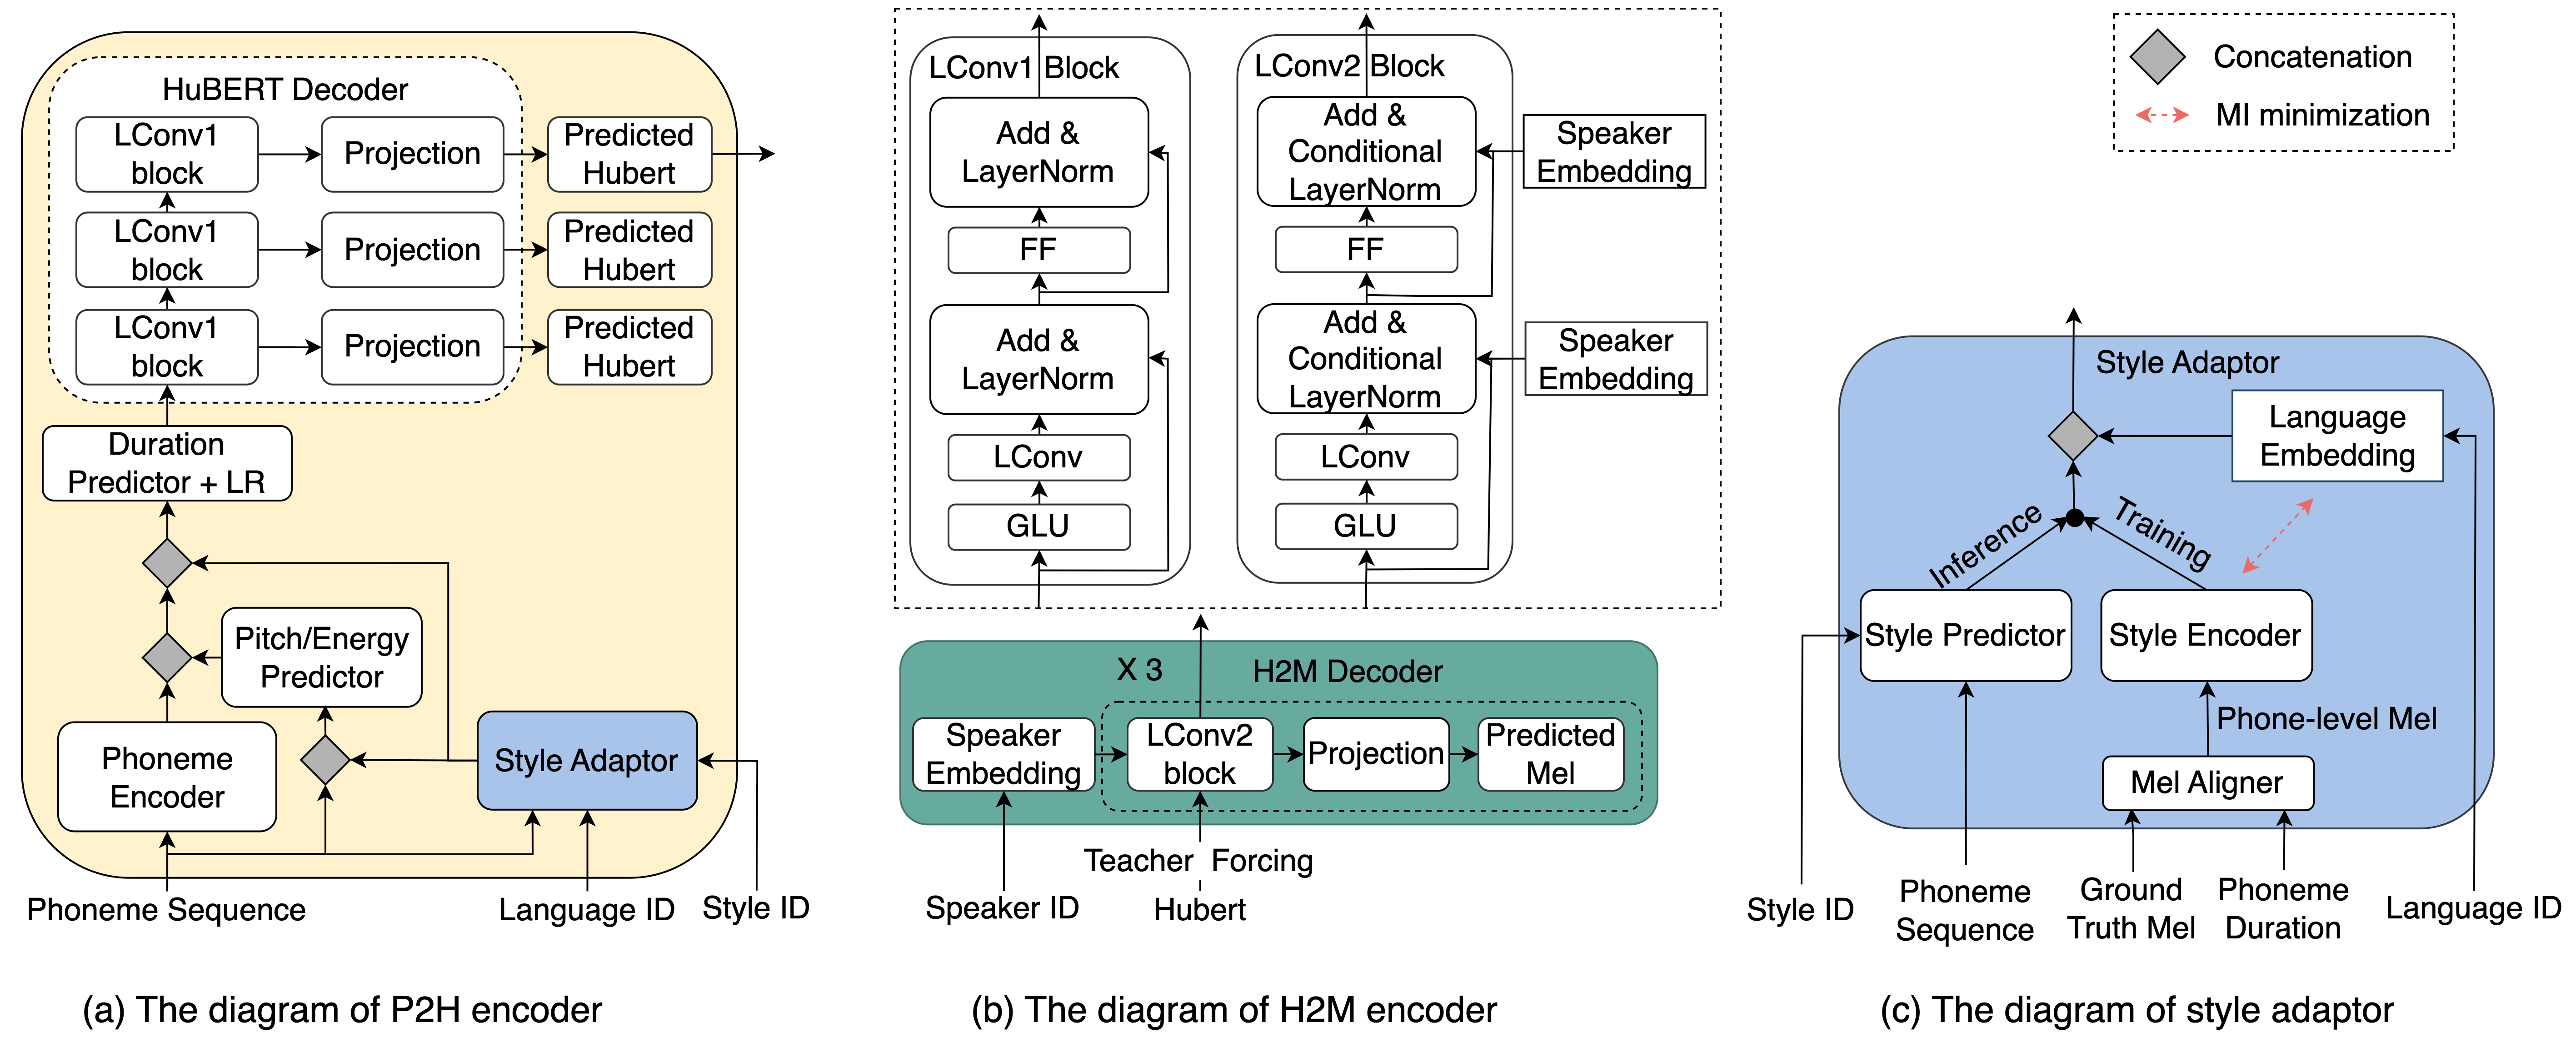 HuBERT Decoder
LConv1
block
Projection
Predicted
Hubert
LConv1
block
Projection
Predicted
Hubert
LConv1
block
Projection
Predicted
Hubert
Duration
Predictor + LR
Pitch/Energy
Predictor
Phoneme
Encoder
Style Adaptor
Phoneme Sequence
Language ID
Style ID
(a) The diagram of P2H encoder
LConv1 Block
Add &
LayerNorm
FF
Add &
LayerNorm
LConv
GLU
LConv2 Block
Add &
Conditional
LayerNorm
Speaker
Embedding
FF
Add &
Conditional
LayerNorm
Speaker
Embedding
LConv
GLU
X 3
H2M Decoder
Speaker
Embedding
LConv2
block
Projection
Predicted
Mel
Teacher Forcing
Speaker ID
Hubert
(b) The diagram of H2M encoder
Concatenation
MI minimization
Style Adaptor
Language
Embedding
Inference
Training
Style Predictor
Style Encoder
Phone-level Mel
Mel Aligner
Style ID
Phoneme
Sequence
Ground
Truth Mel
Phoneme
Duration
Language ID
(c) The diagram of style adaptor